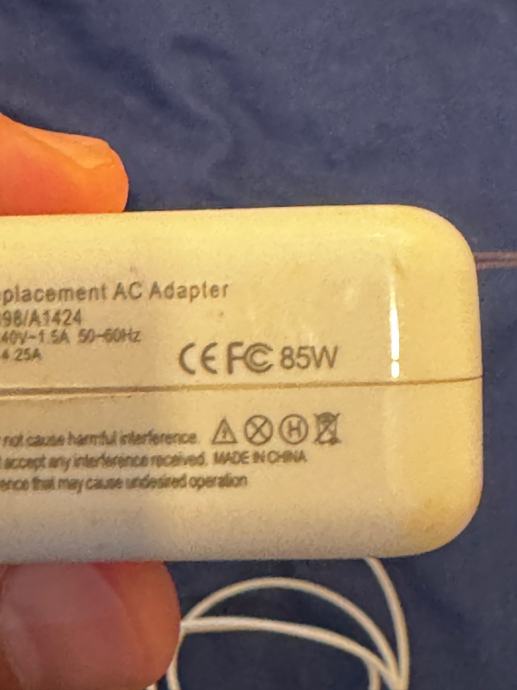 placement AC Adapter
398/A1424
40V~1.5A 50-60Hz
4.25A
CE FC 85W
not cause harmful interference.
accept any interference received. MADE IN CHINA
ence that may cause undesired operation